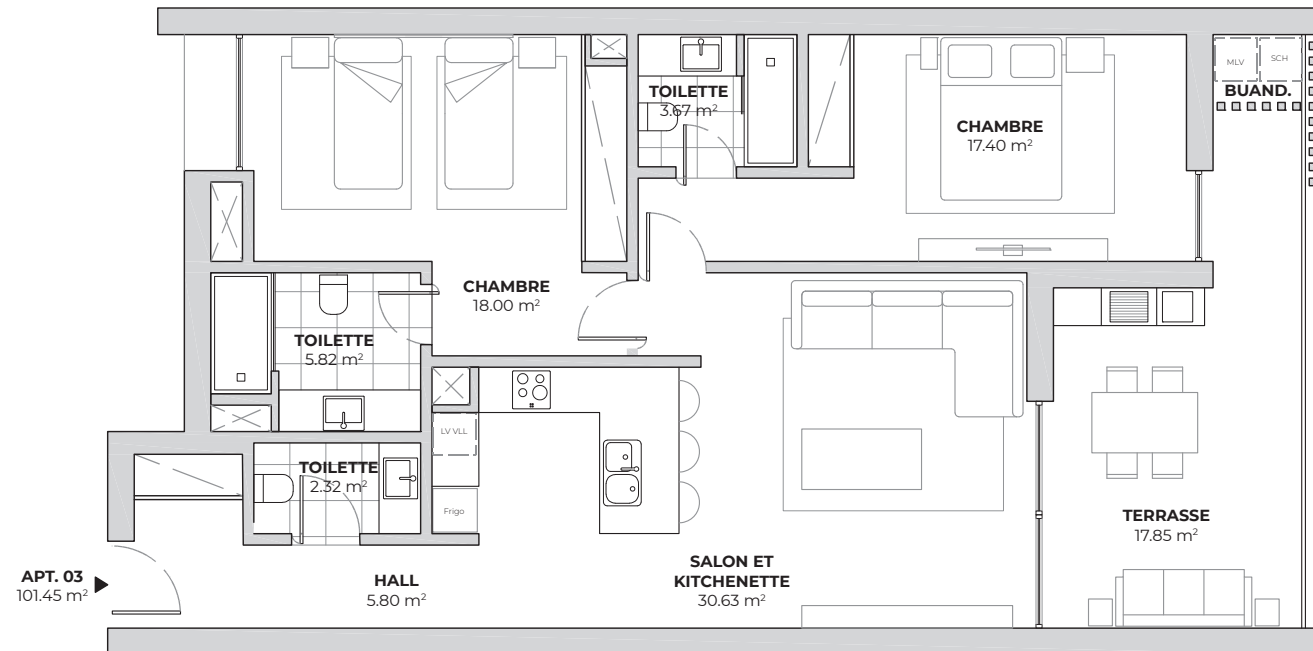 MLV
SCH
BUAND.
TOILETTE
3.67 m²
CHAMBRE
17.40 m²
CHAMBRE
18.00 m²
TOILETTE
5.82 m²
LV VLL
TOILETTE
2.32 m²
Frigo
TERRASSE
17.85 m²
APT. 03
101.45 m²
HALL
5.80 m²
SALON ET
KITCHENETTE
30.63 m²